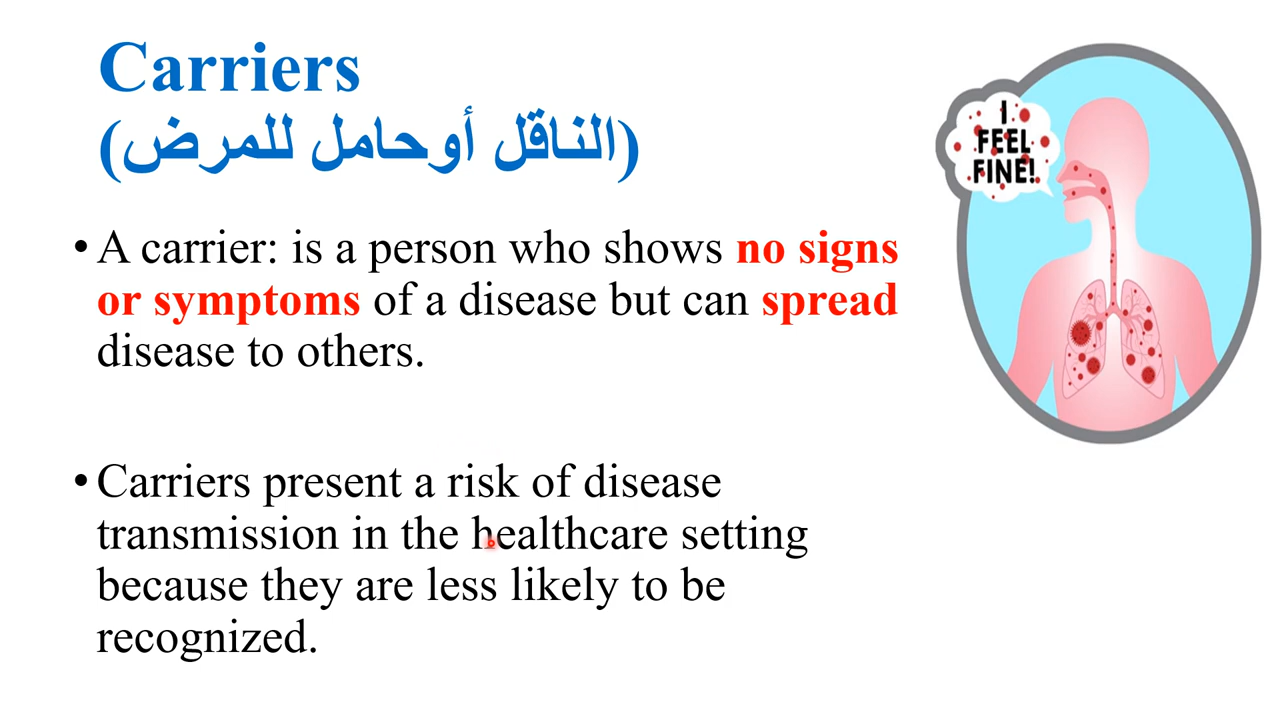 Carriers
(الناقل أوحامل للمرض)
• A carrier: is a person who shows no signs
or symptoms of a disease but can spread
disease to others.
• Carriers present a risk of disease
transmission in the healthcare setting
because they are less likely to be
recognized.
I
FEEL
FINE!